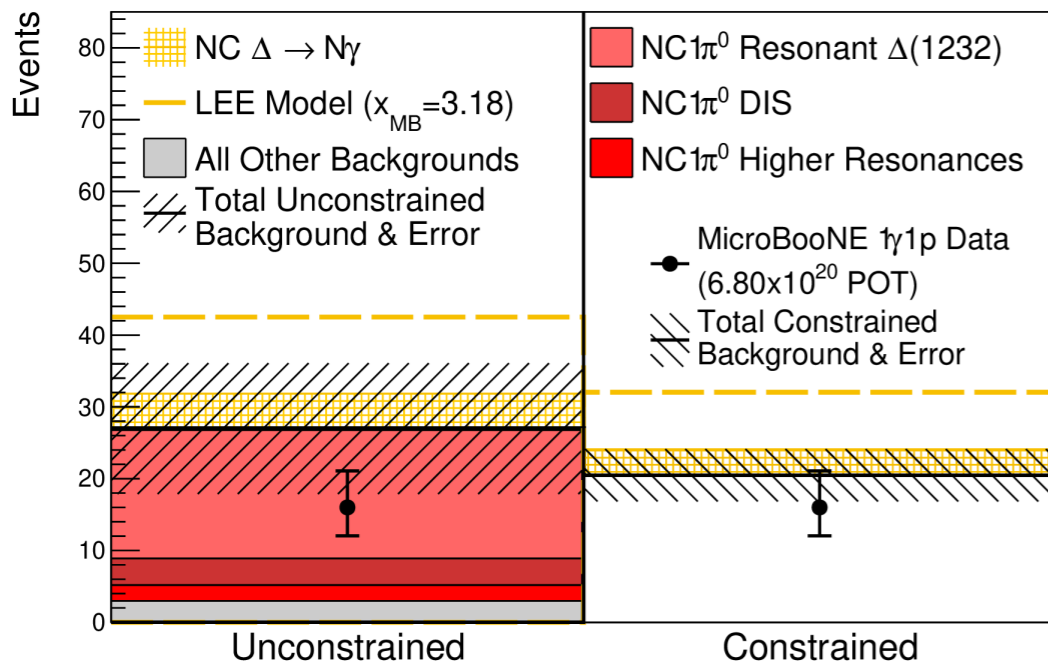 Events
80
70
60
50
40
30
20
10
0
NC Δ → Nγ
LEE Model (x_MB=3.18)
All Other Backgrounds
Total Unconstrained
Background & Error
NC1π⁰ Resonant Δ(1232)
NC1π⁰ DIS
NC1π⁰ Higher Resonances
MicroBooNE 1γ1p Data
(6.80x10²⁰ POT)
Total Constrained
Background & Error
Unconstrained
Constrained